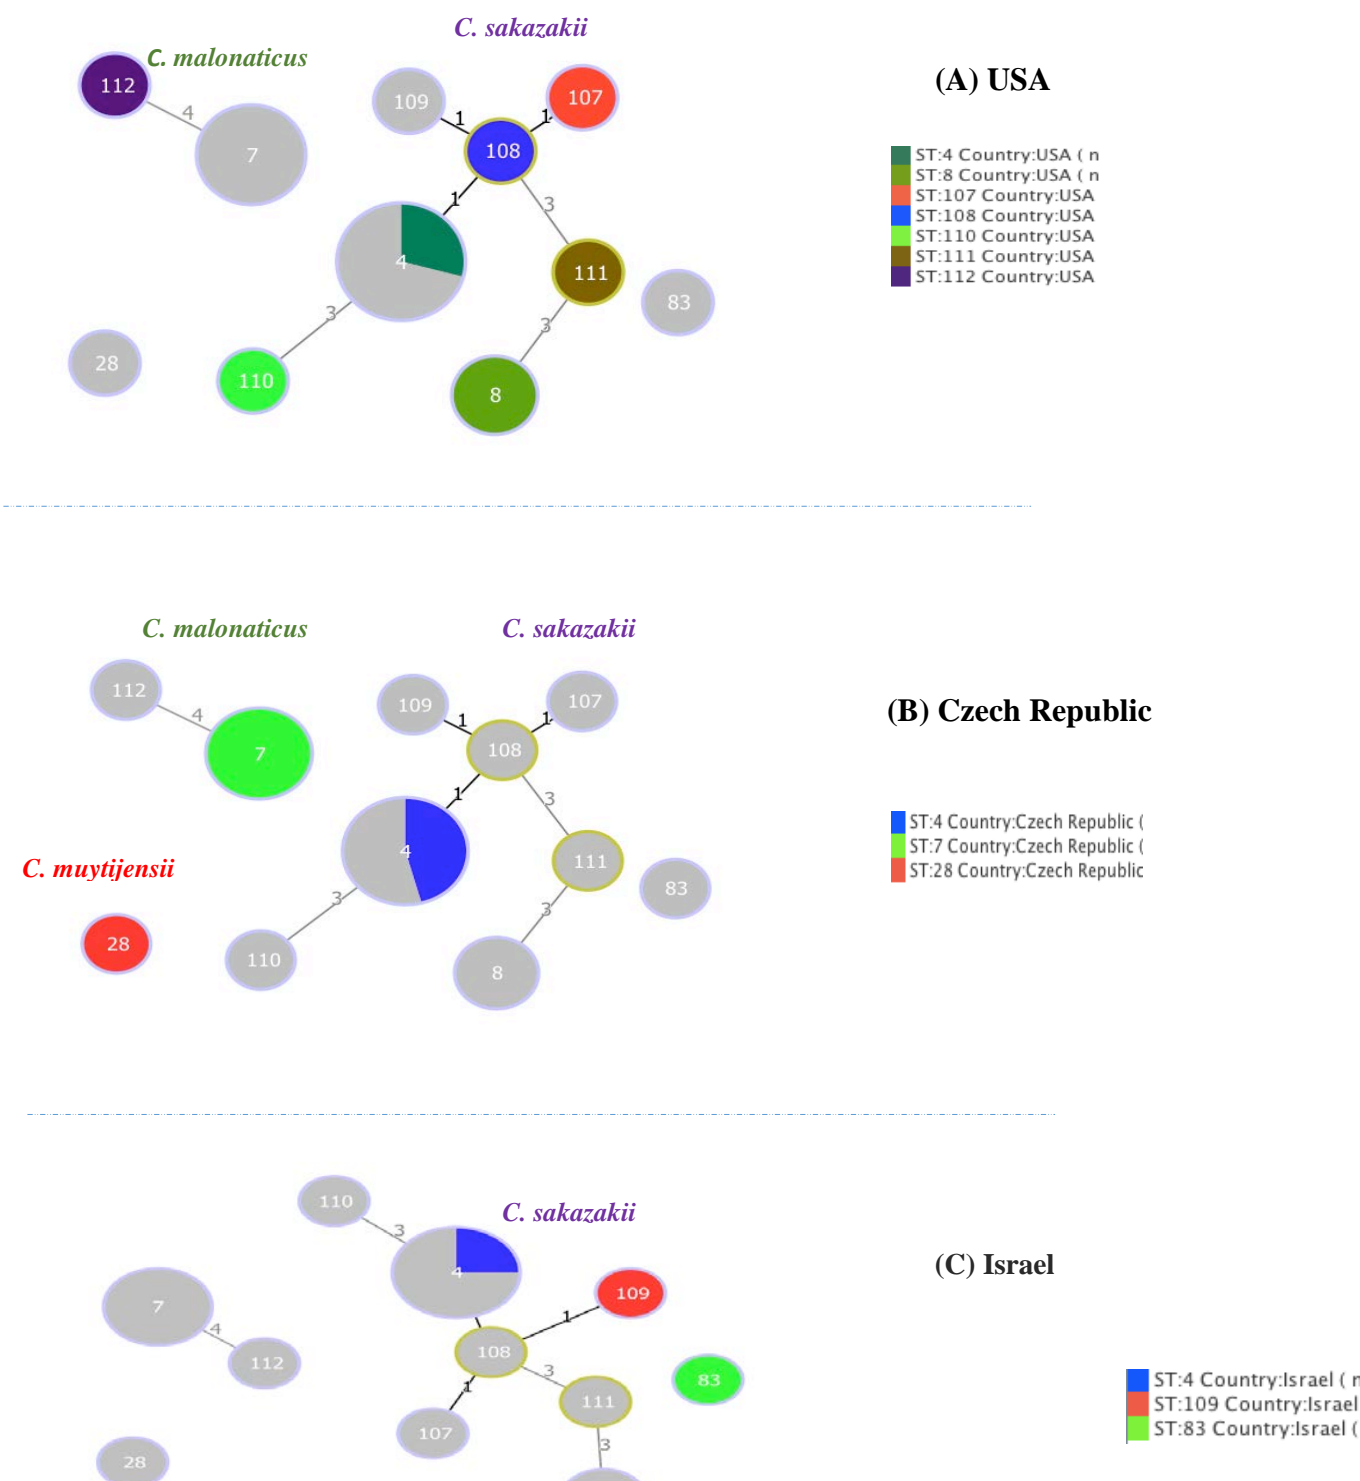 C. sakazakii
C. malonaticus
(A) USA
112
4
7
109
1
107
1
108
1
3
4
111
83
3
3
28
110
8
ST:4 Country:USA ( n
ST:8 Country:USA ( n
ST:107 Country:USA
ST:108 Country:USA
ST:110 Country:USA
ST:111 Country:USA
ST:112 Country:USA
C. malonaticus
C. sakazakii
(B) Czech Republic
112
4
7
109
1
107
1
108
1
3
4
111
83
C. muytijensii
3
3
28
110
8
ST:4 Country:Czech Republic (
ST:7 Country:Czech Republic (
ST:28 Country:Czech Republic
110
3
C. sakazakii
(C) Israel
4
109
7
1
4
108
112
3
83
1
111
107
3
28
ST:4 Country:Israel ( n
ST:109 Country:Israel
ST:83 Country:Israel (